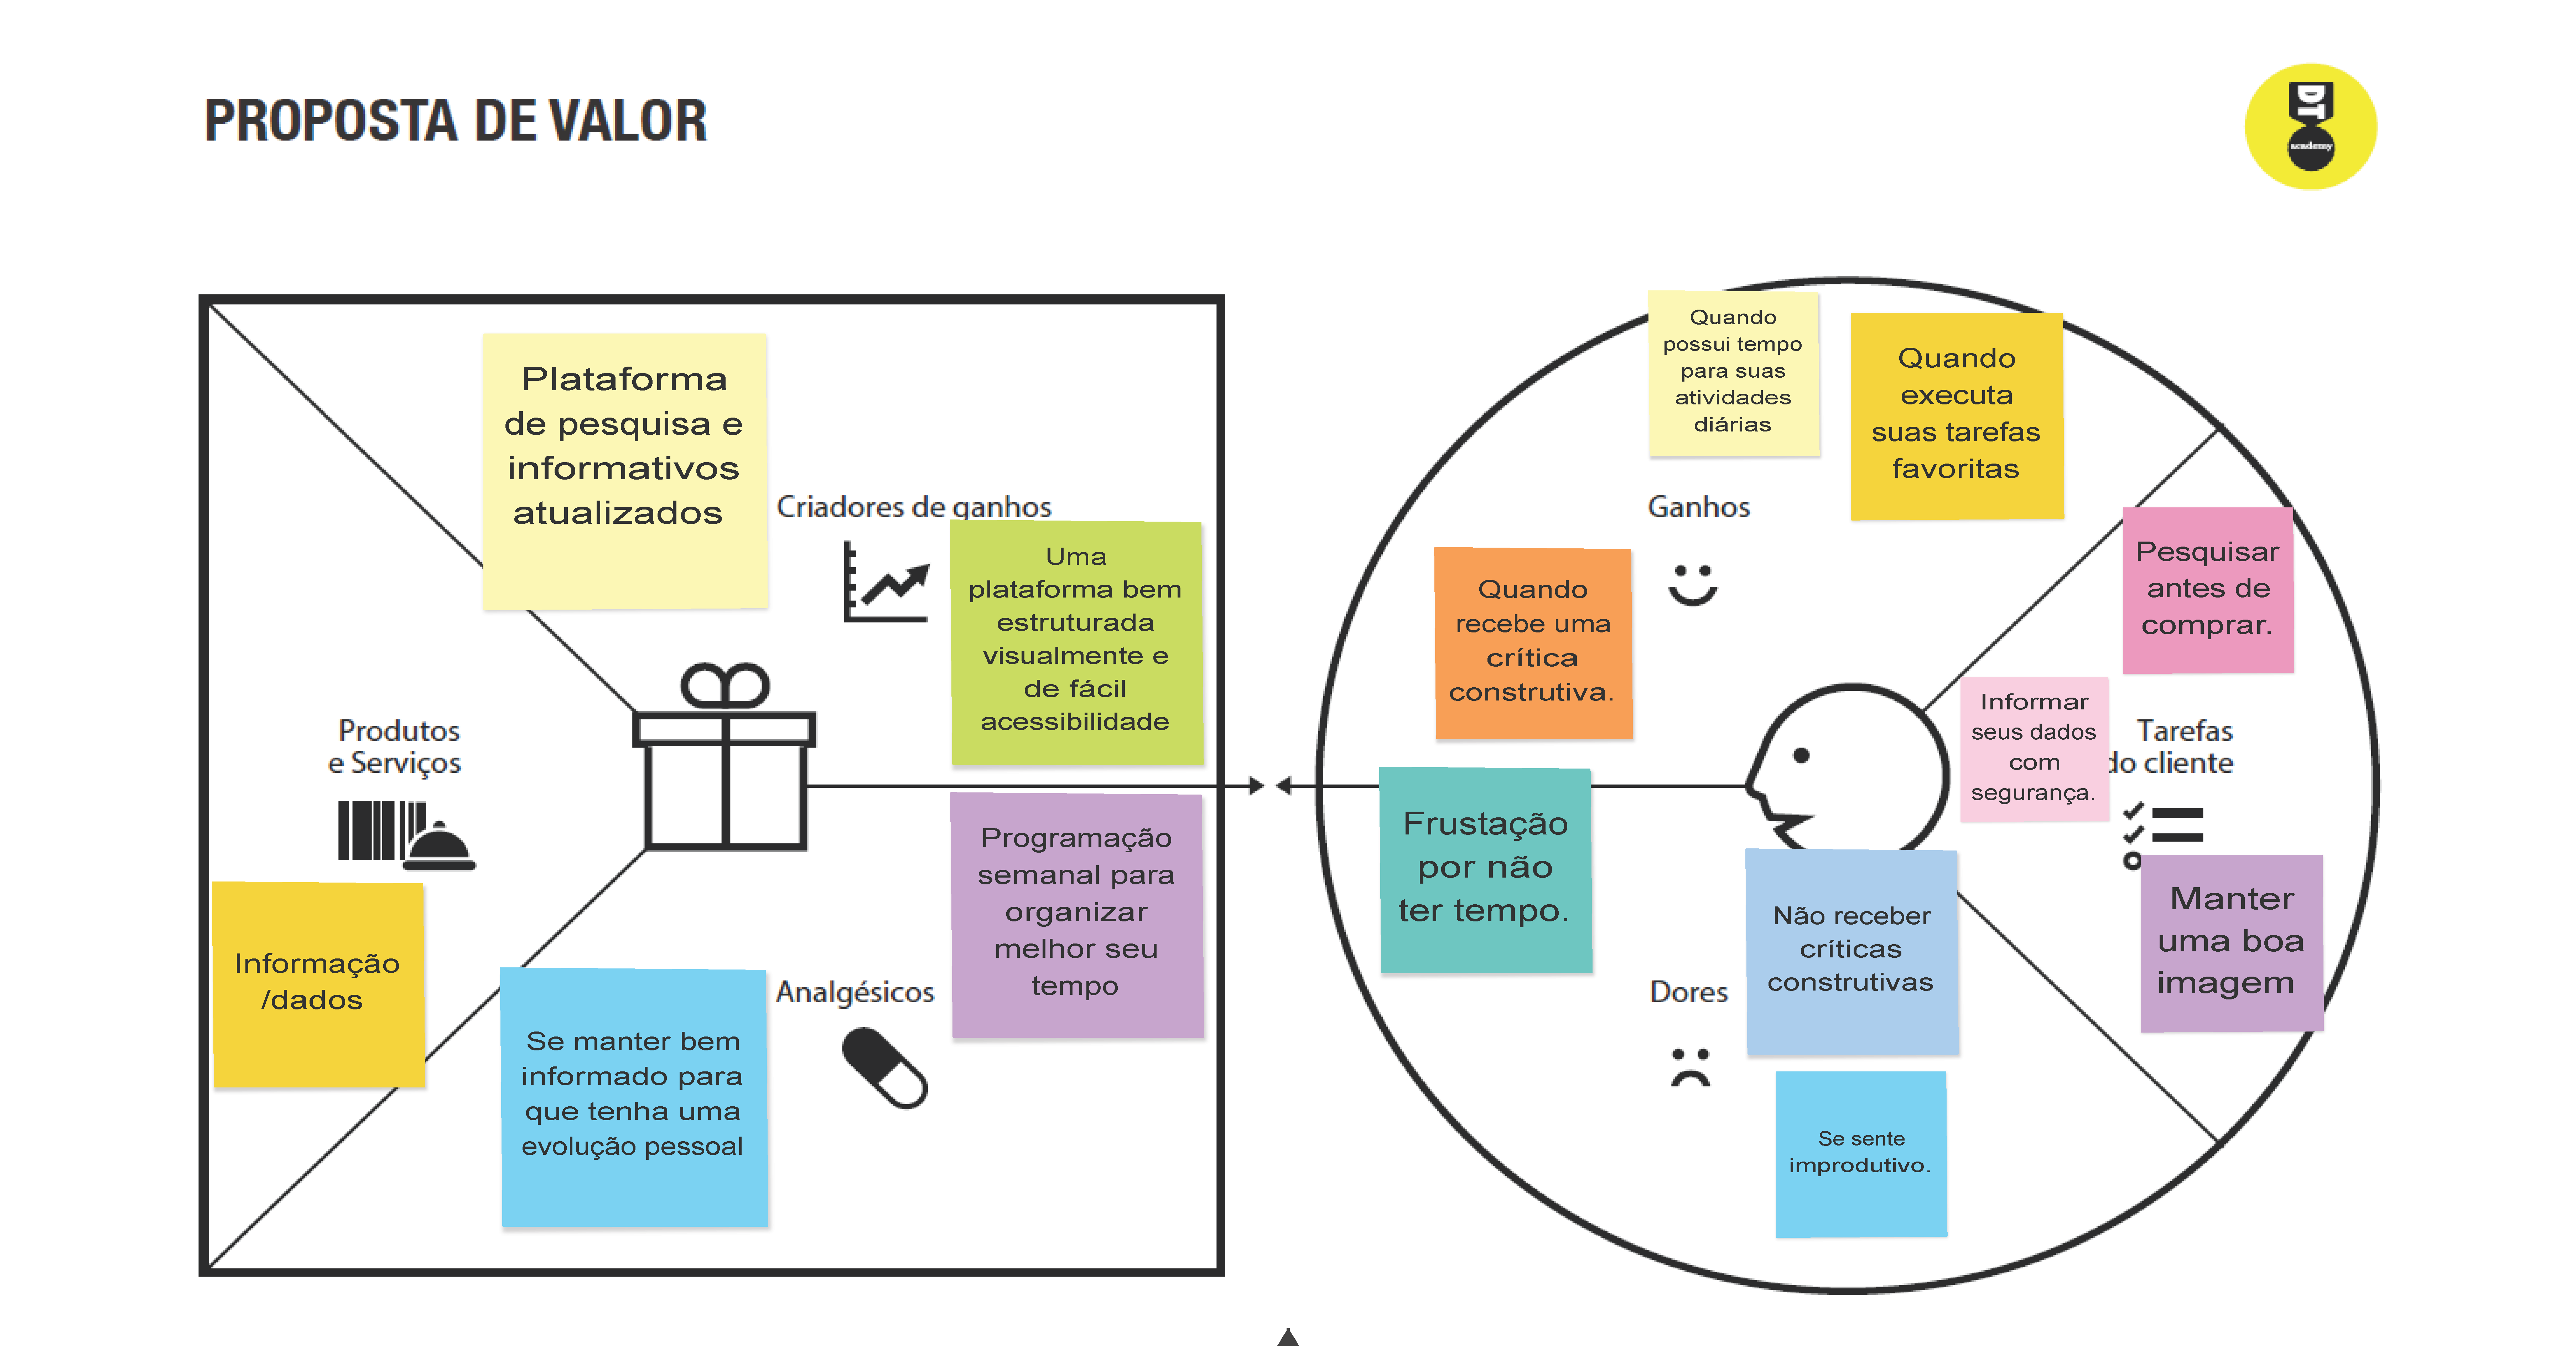 PROPOSTA DE VALOR
DT
academy
Plataforma
de pesquisa e
informativos
atualizados
Criadores de ganhos
Uma
plataforma bem
estruturada
visualmente e
de fácil
acessibilidade
Produtos
e Serviços
Informação
/dados
Programação
semanal para
organizar
melhor seu
tempo
Analgésicos
Se manter bem
informado para
que tenha uma
evolução pessoal
Quando
possui tempo
para suas
atividades
diárias
Quando
executa
suas tarefas
favoritas
Ganhos
Quando
recebe uma
crítica
construtiva.
Pesquisar
antes de
comprar.
Informar
seus dados
com
segurança.
Tarefas
do cliente
Manter
uma boa
imagem
Frustação
por não
ter tempo.
Não receber
críticas
construtivas
Dores
Se sente
improdutivo.